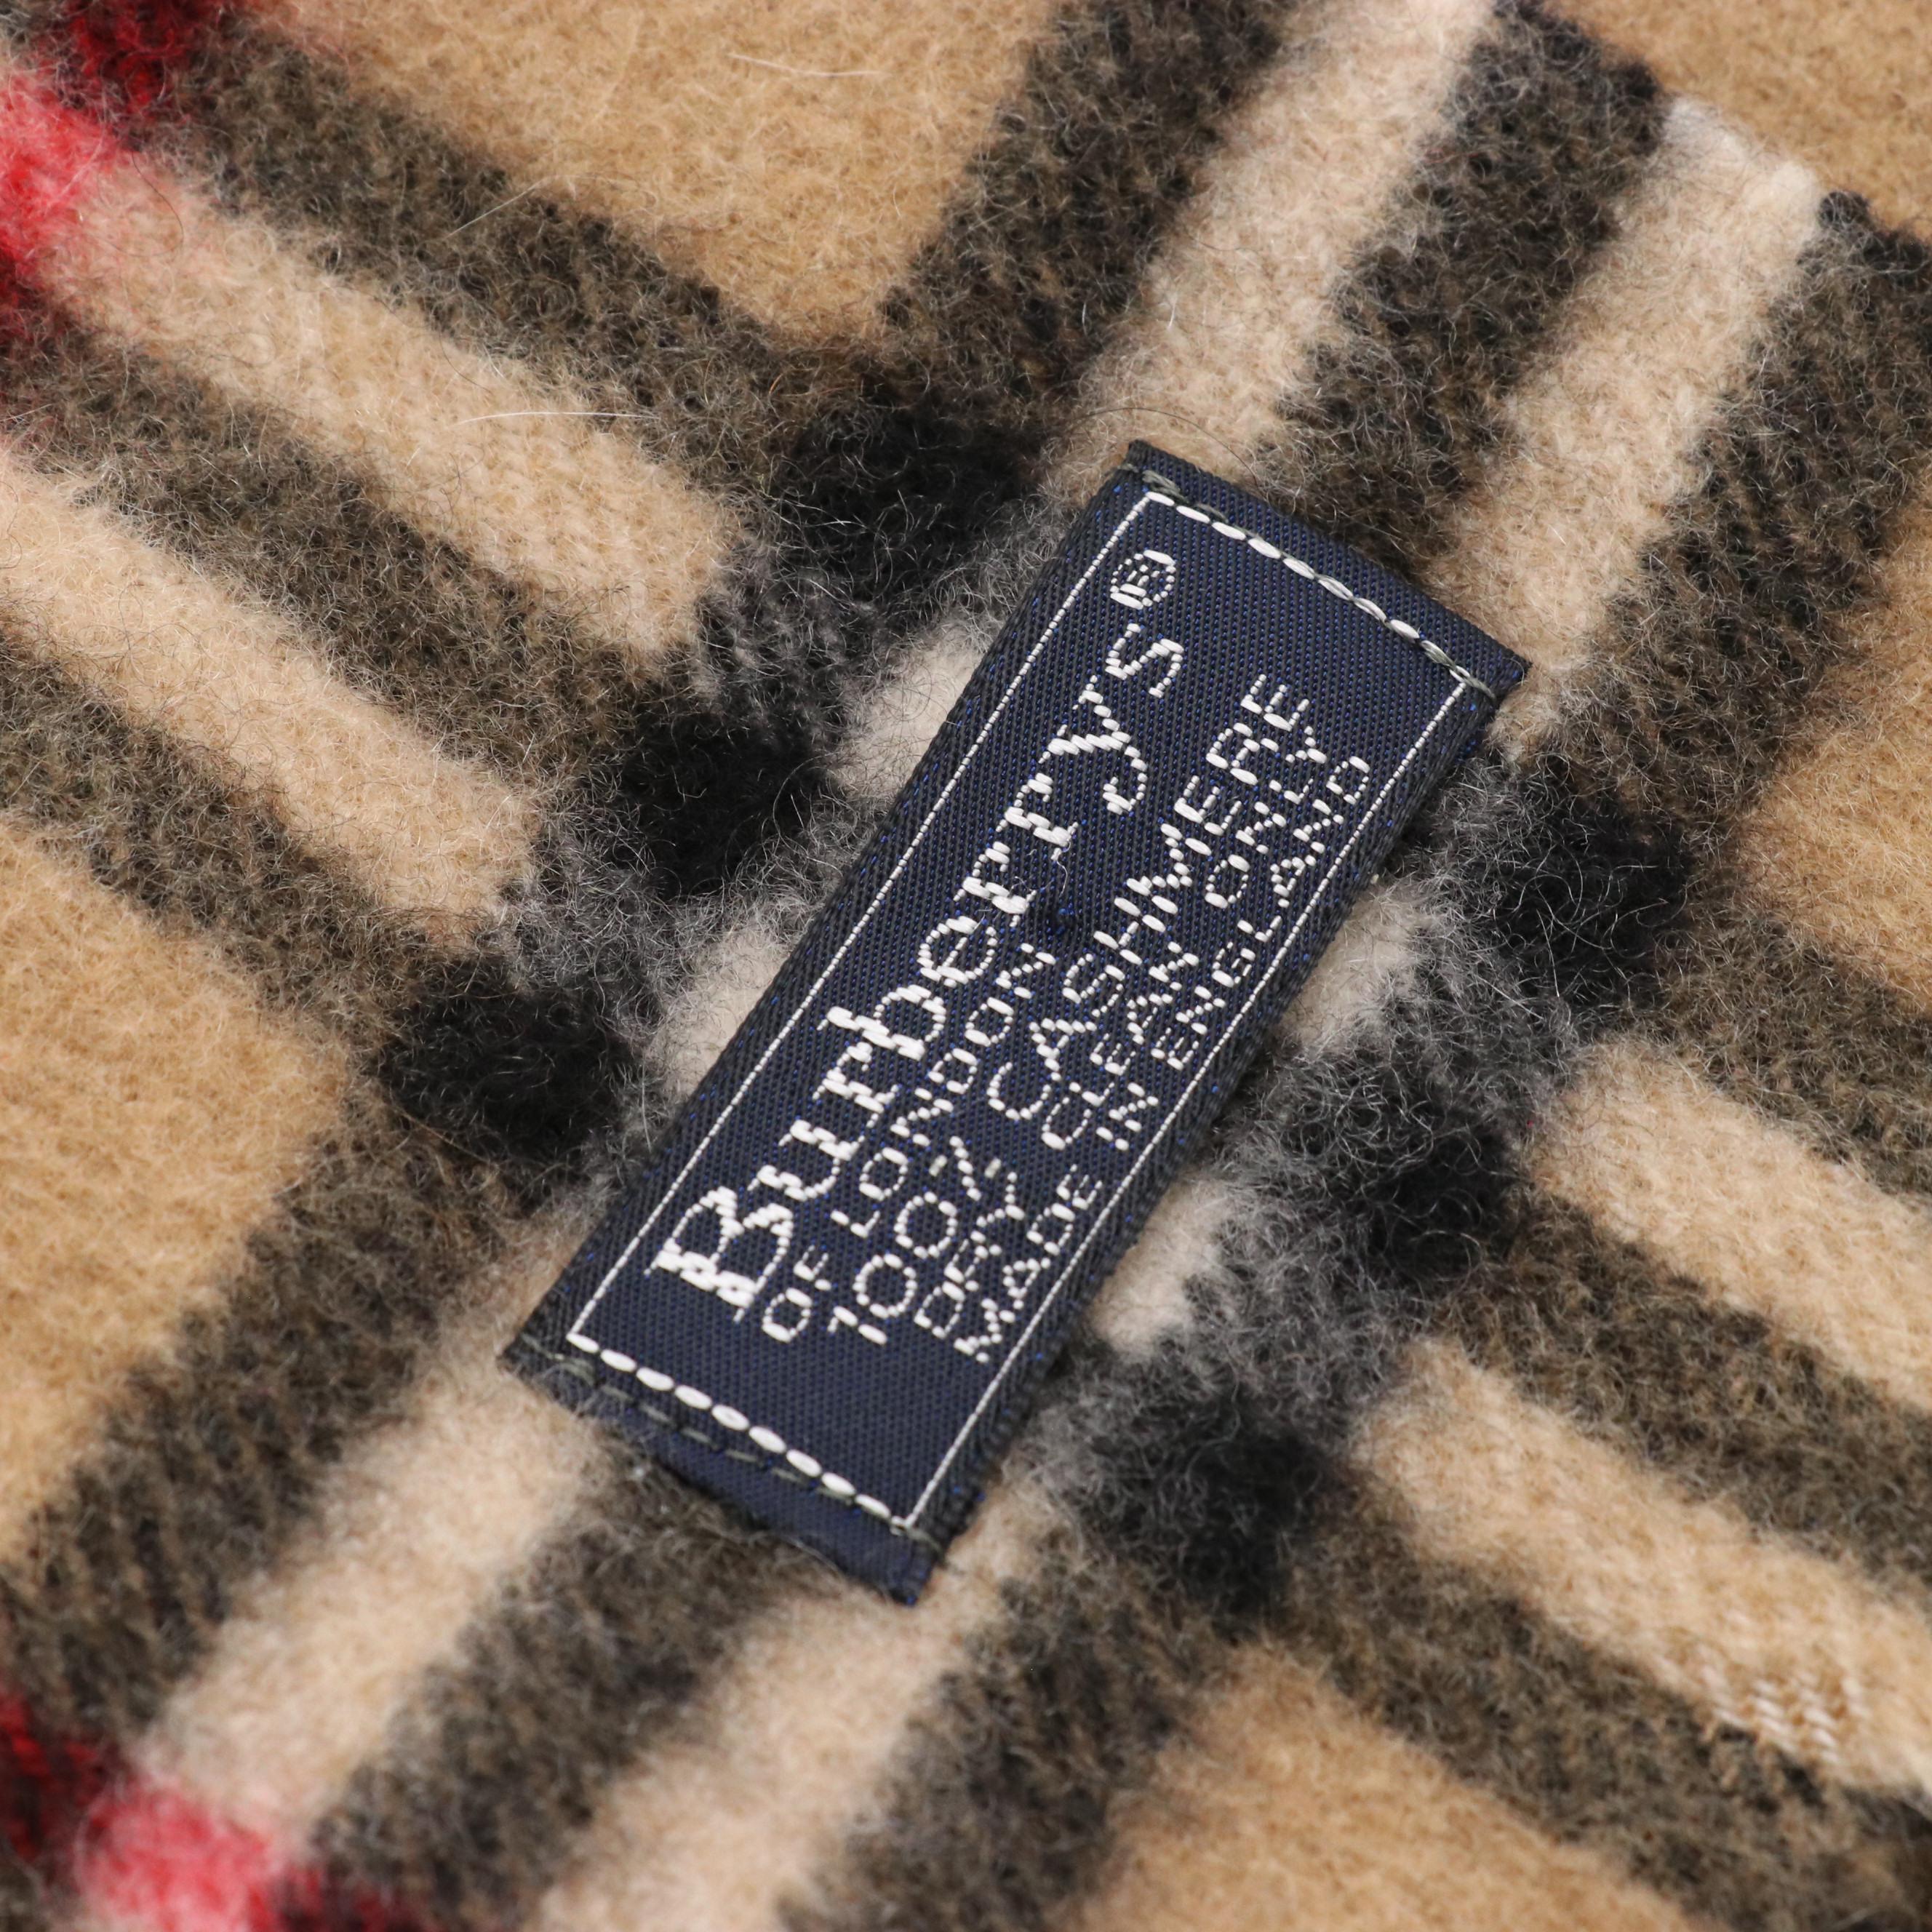 Burberrys®
OF LONDON
100% CASHMERE
DRY CLEAN ONLY
MADE IN ENGLAND